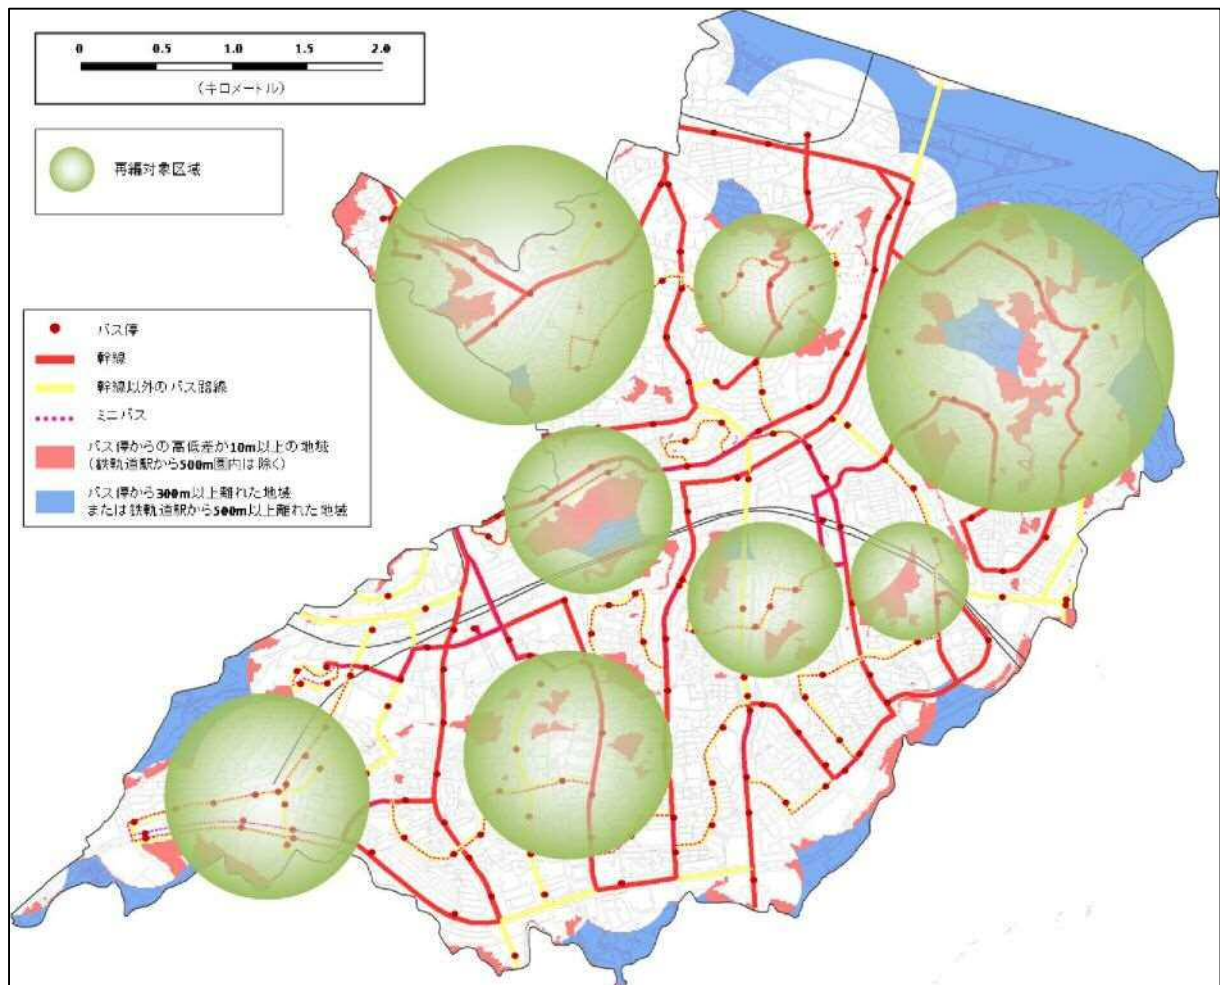 0 0.5 1.0 1.5 2.0
(キロメートル)
再編対象区域
バス停
幹線
幹線以外のバス路線
ミニバス
バス停からの高低差が10m以上の地域
(鉄軌道駅から500m圏内は除く)
バス停から300m以上離れた地域
または鉄軌道駅から500m以上離れた地域